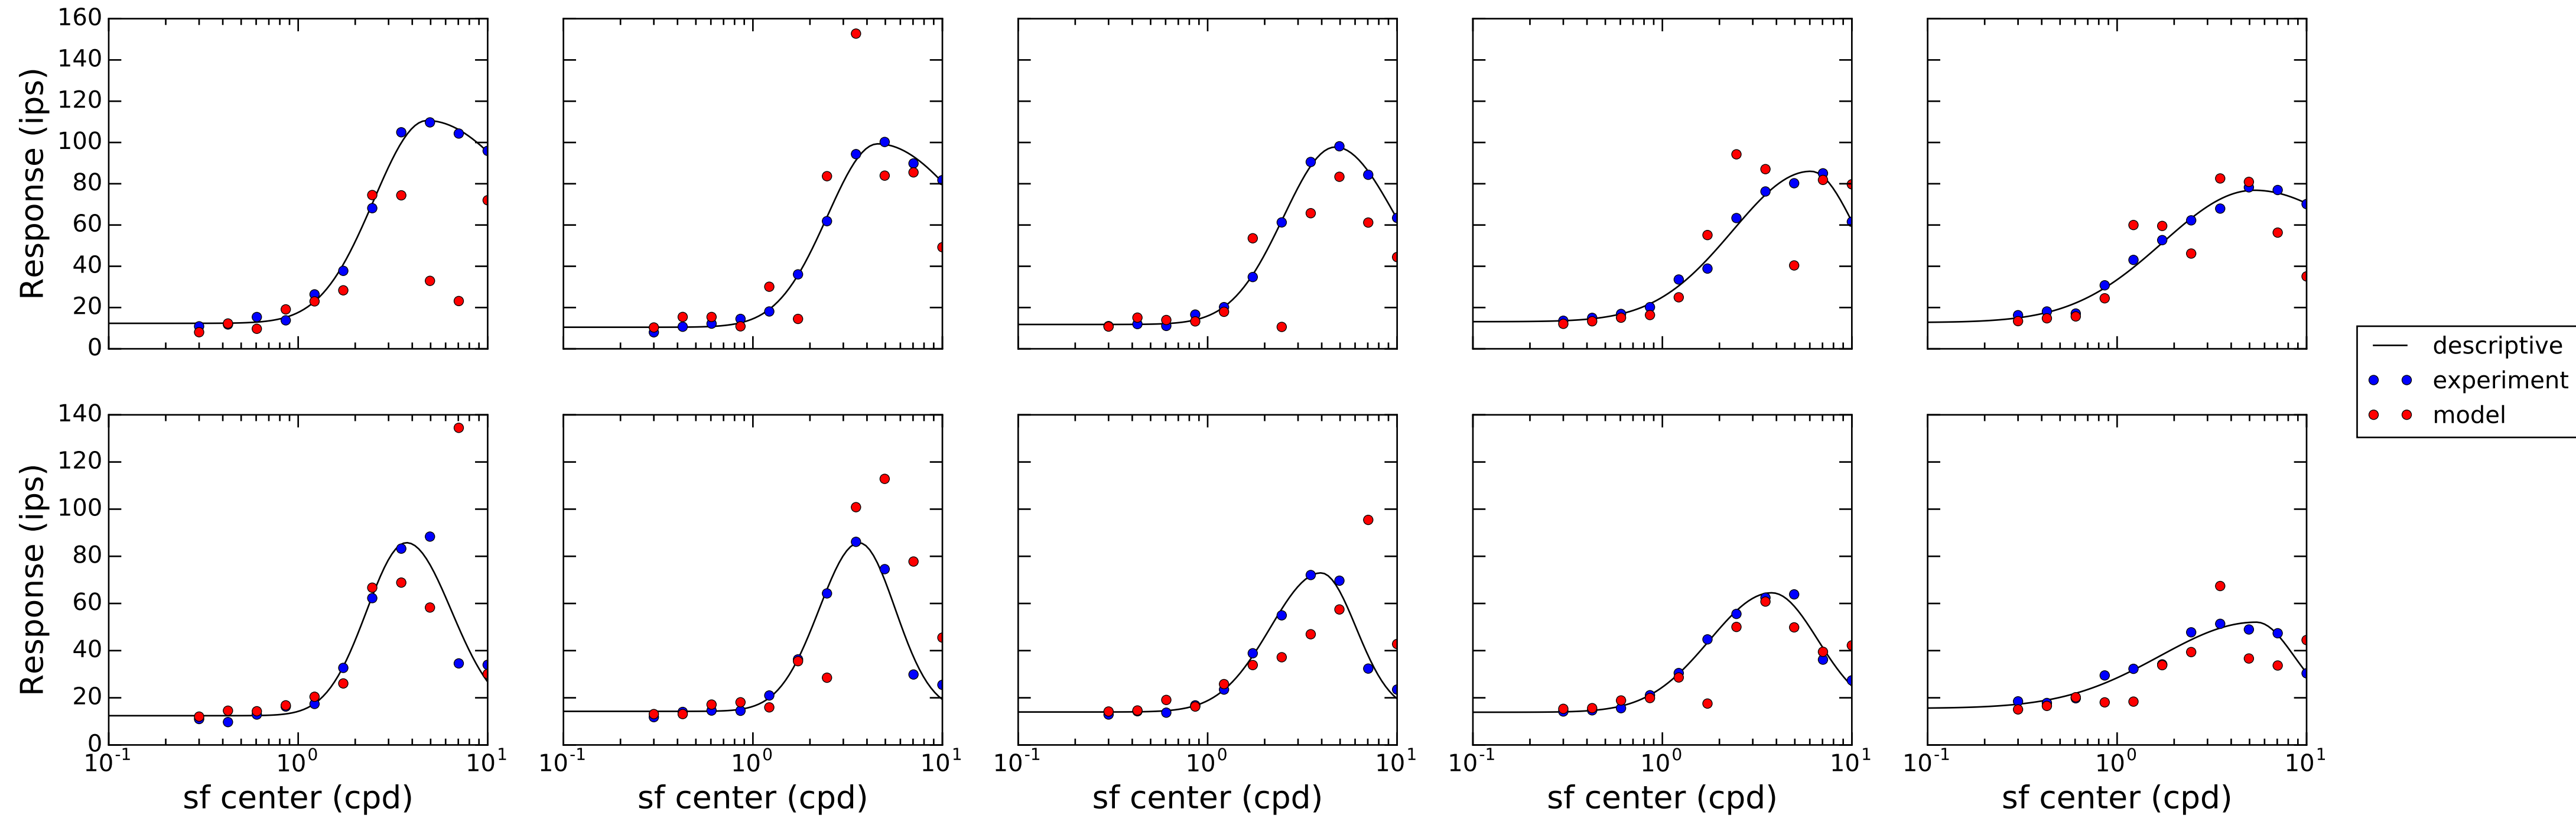 160
140
120
100
80
60
40
20
0
Response (ips)
descriptive
experiment
model
140
120
100
80
60
40
20
0
Response (ips)
10⁻¹ 10⁰ 10¹
10⁻¹ 10⁰ 10¹
10⁻¹ 10⁰ 10¹
10⁻¹ 10⁰ 10¹
10⁻¹ 10⁰ 10¹
sf center (cpd)
sf center (cpd)
sf center (cpd)
sf center (cpd)
sf center (cpd)